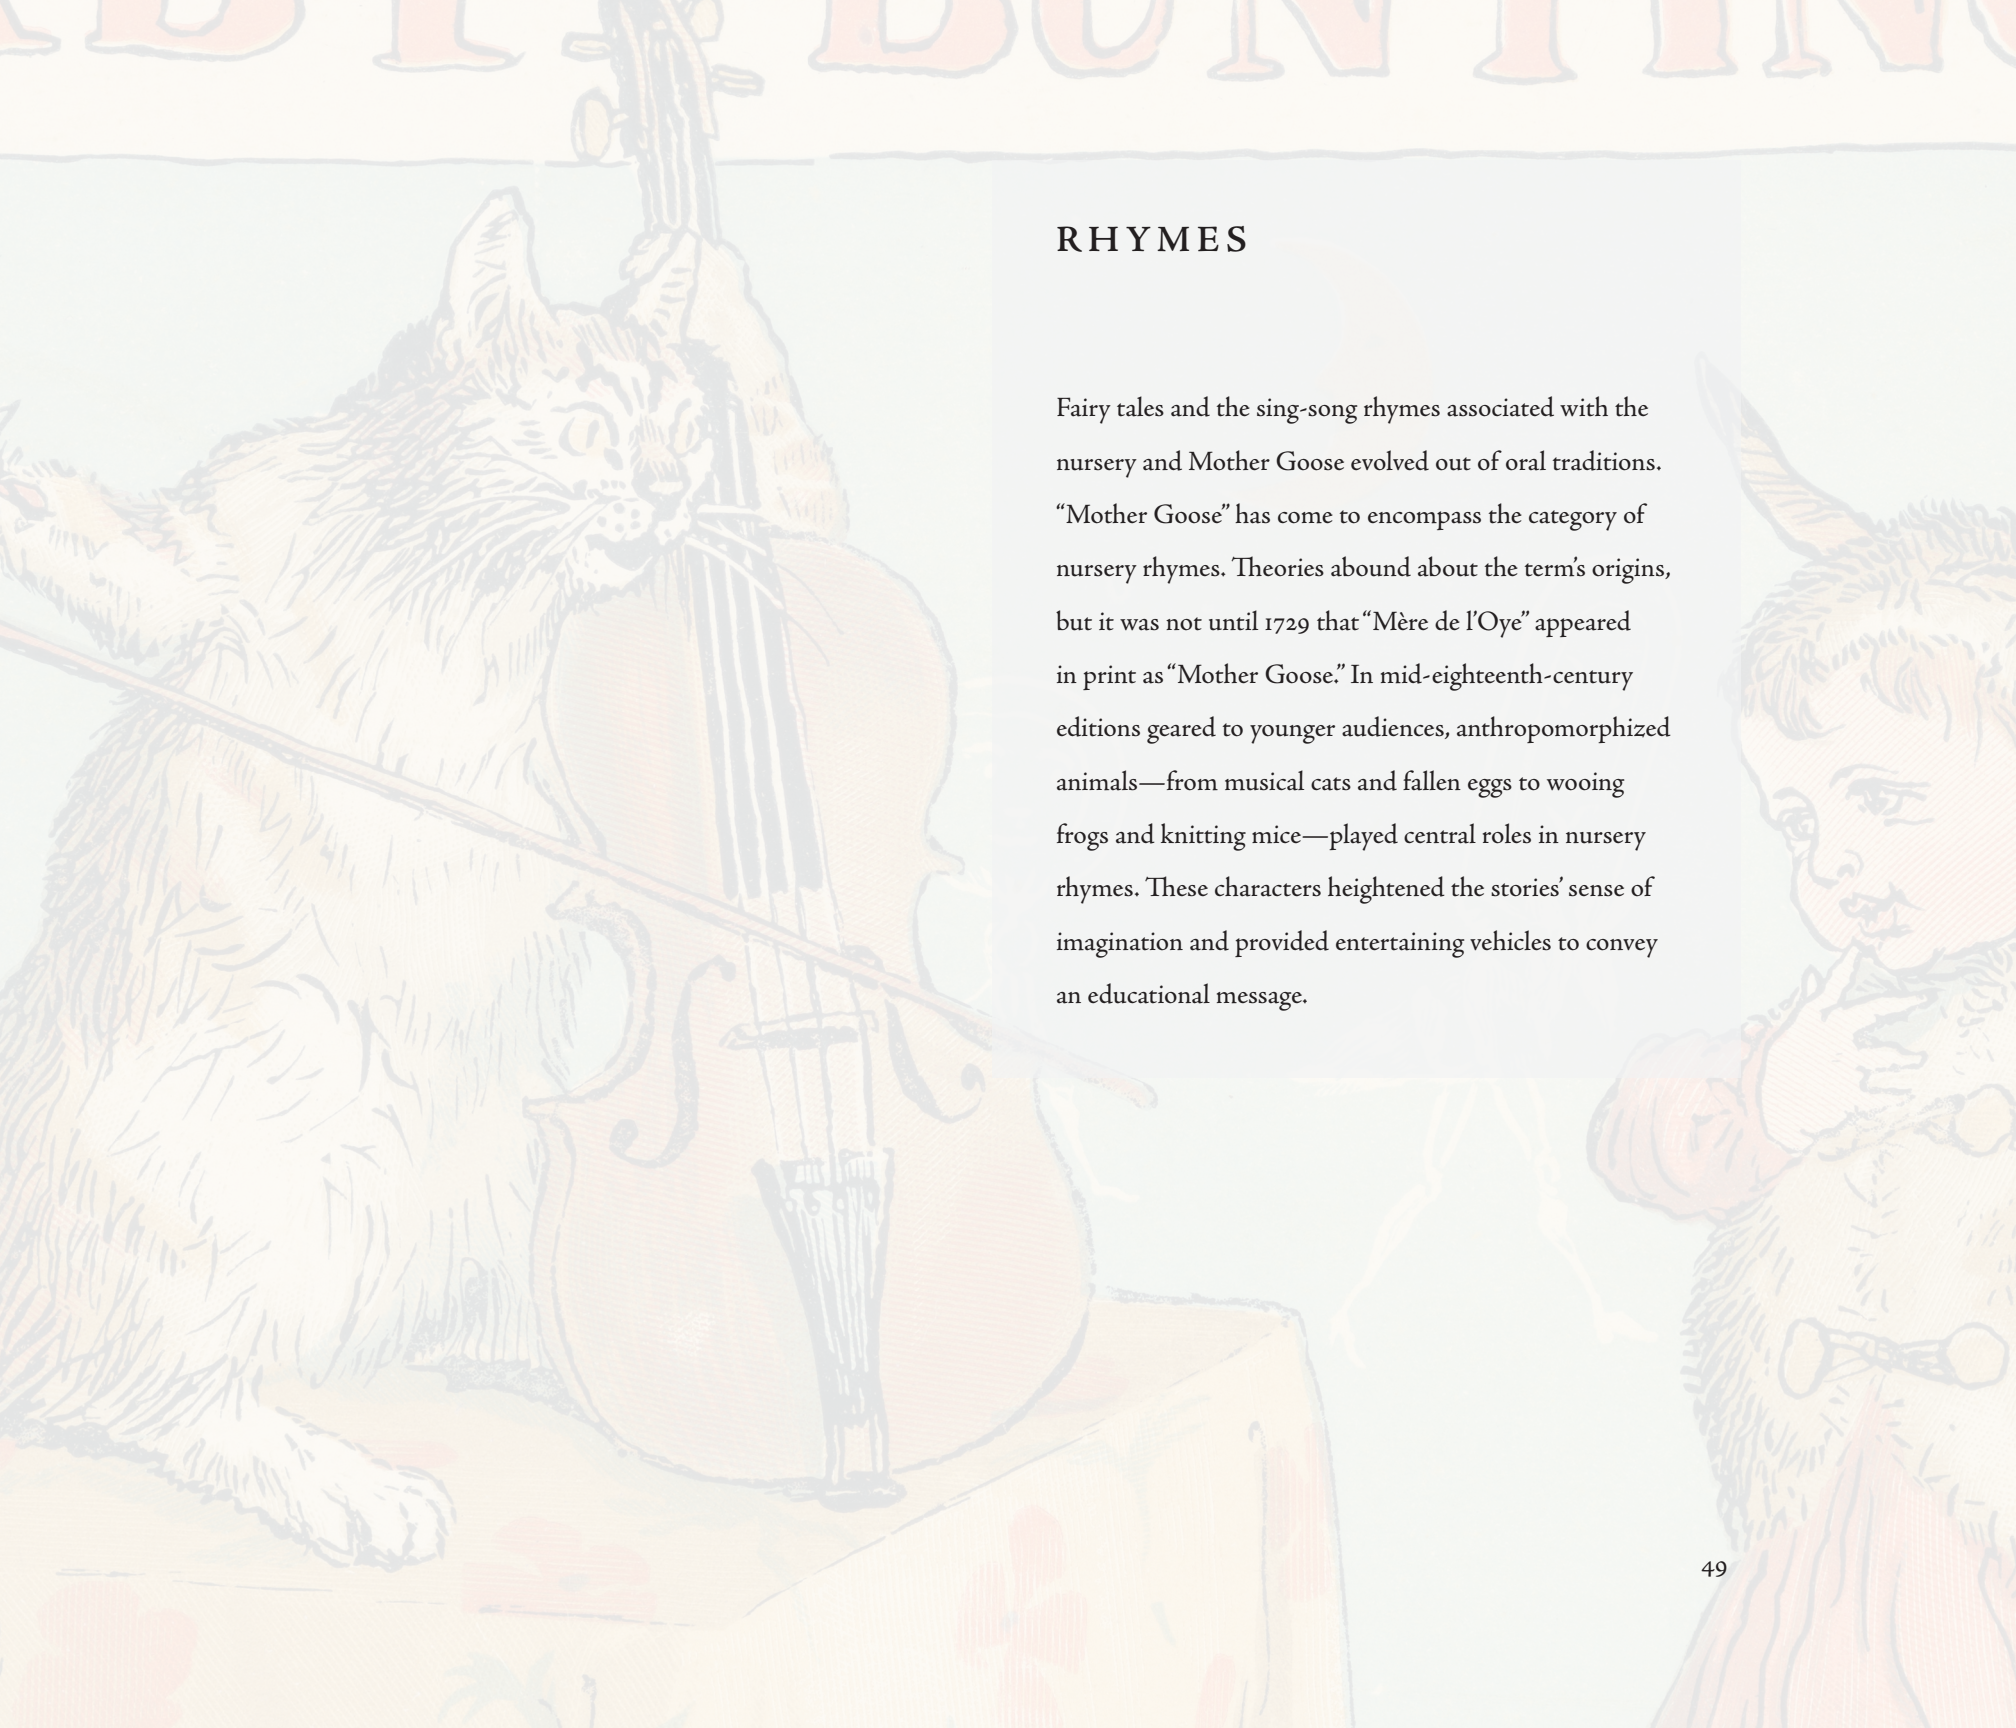 BY BUNTIN
RHYMES
Fairy tales and the sing-song rhymes associated with the
nursery and Mother Goose evolved out of oral traditions.
“Mother Goose” has come to encompass the category of
nursery rhymes. Theories abound about the term’s origins,
but it was not until 1729 that “Mère de l’Oye” appeared
in print as “Mother Goose.” In mid-eighteenth-century
editions geared to younger audiences, anthropomorphized
animals—from musical cats and fallen eggs to wooing
frogs and knitting mice—played central roles in nursery
rhymes. These characters heightened the stories’ sense of
imagination and provided entertaining vehicles to convey
an educational message.
49